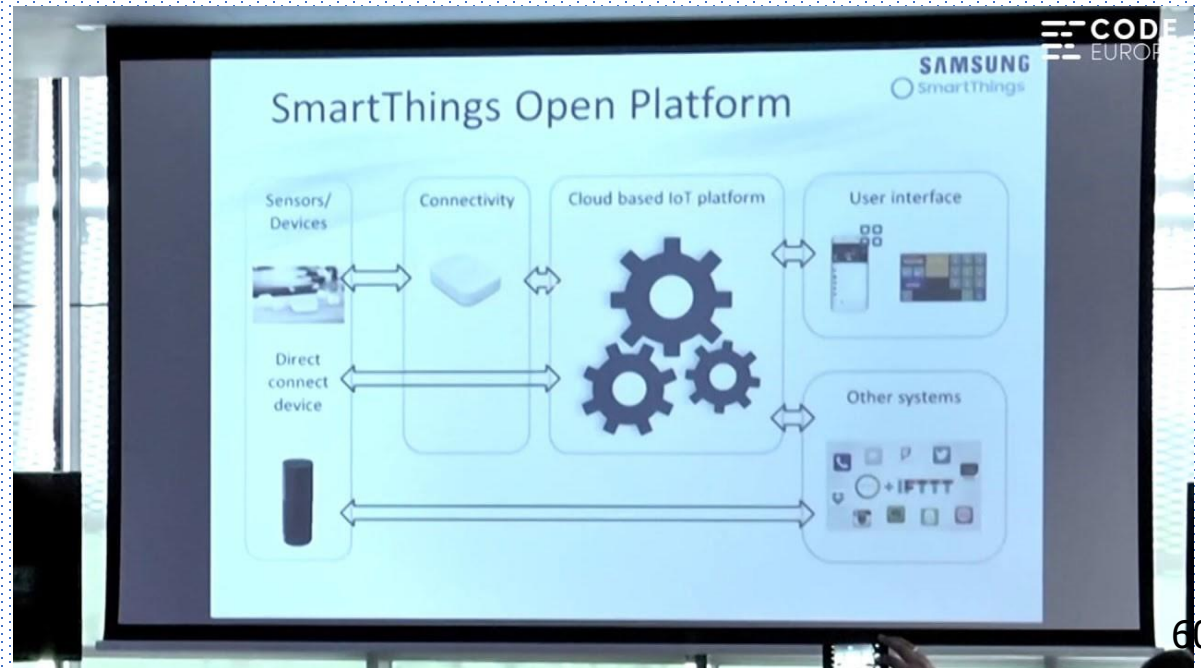 CODE
EUROPE
SAMSUNG
SmartThings
SmartThings Open Platform
Sensors/
Devices
Connectivity
Cloud based IoT platform
User interface
Direct
connect
device
Other systems
+ IFTTT
60